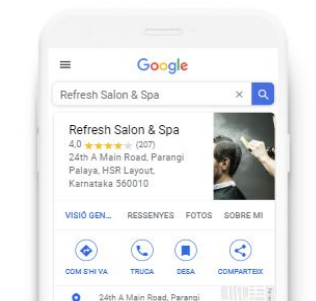 Google
Refresh Salon & Spa ×
Refresh Salon & Spa
4,0 (207)
24th A Main Road, Parangi
Palaya, HSR Layout,
Karnataka 560010
VISIÓ GEN... RESSENYES FOTOS SOBRE MI
COM S'HI VA TRUCA DESA COMPARTEIX
24th A Main Road, Parangi